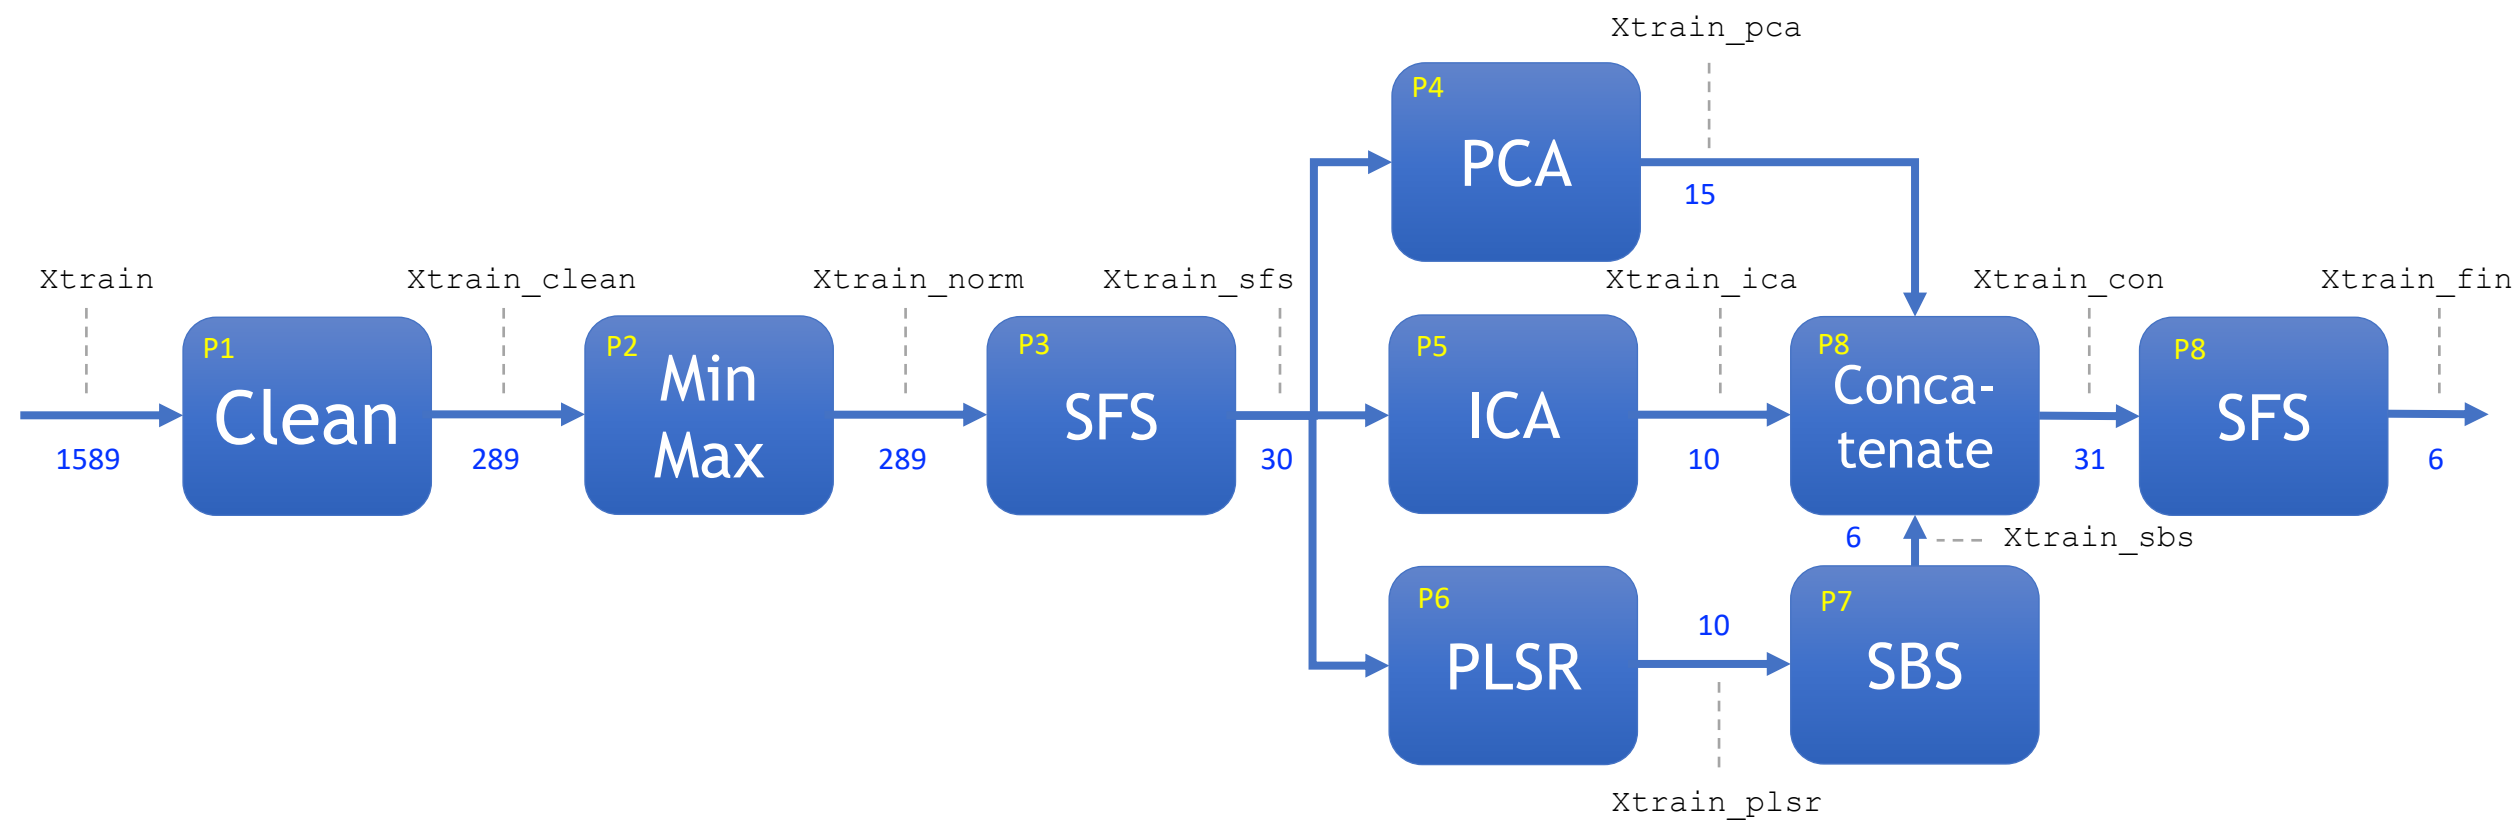 Xtrain_pca
P4
PCA
15
Xtrain
Xtrain_clean
Xtrain_norm
Xtrain_sfs
Xtrain_ica
Xtrain_con
Xtrain_fin
P1
Clean
P2
Min
Max
P3
SFS
P5
ICA
P8
Conca-
tenate
P8
SFS
1589
289
289
30
10
31
6
6
Xtrain_sbs
P6
PLSR
10
P7
SBS
Xtrain_plsr